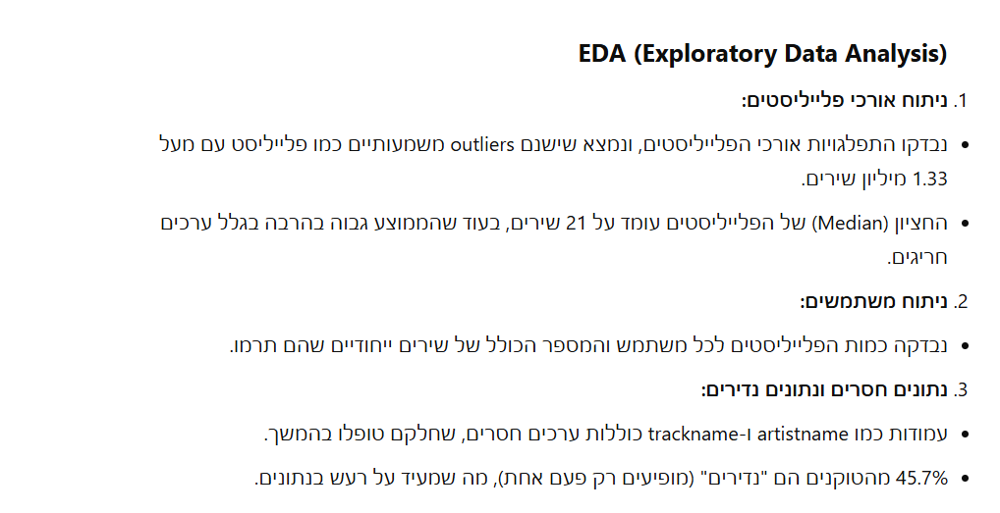 EDA (Exploratory Data Analysis)
1. ניתוח אורכי פלייליסטים:
• נבדקו התפלגויות אורכי הפלייליסטים, ונמצא שישנם outliers משמעותיים כמו פלייליסט עם מעל
1.33 מיליון שירים.
• החציון (Median) של הפלייליסטים עומד על 21 שירים, בעוד שהממוצע גבוה בהרבה בגלל ערכים
חריגים.
2. ניתוח משתמשים:
• נבדקה כמות הפלייליסטים לכל משתמש והמספר הכולל של שירים ייחודיים שהם תרמו.
3. נתונים חסרים ונתונים נדירים:
• עמודות כמו artistname ו-trackname כוללות ערכים חסרים, שחלקם טופלו בהמשך.
• 45.7% מהטוקנים הם "נדירים" (מופיעים רק פעם אחת), מה שמעיד על רעש בנתונים.